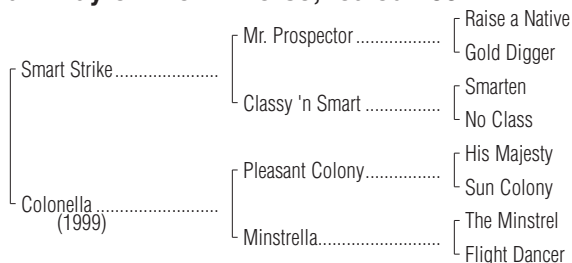 Raise a Native
Mr. Prospector
Gold Digger
Smart Strike
Smarten
Classy 'n Smart
No Class
His Majesty
Pleasant Colony
Sun Colony
Colonella
(1999)
The Minstrel
Minstrella
Flight Dancer